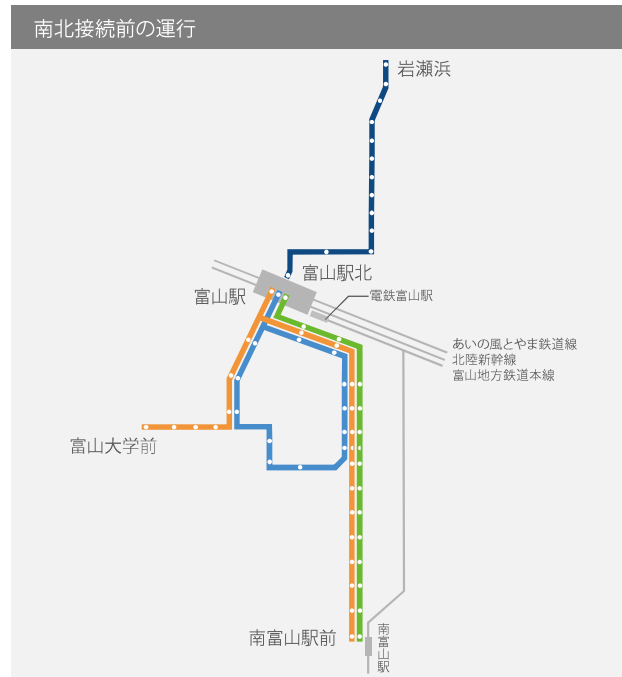 南北接続前の運行
岩瀬浜
富山駅北
富山駅
電鉄富山駅
あいの風とやま鉄道線
北陸新幹線
富山地方鉄道本線
富山大学前
南富山駅前
南富山駅